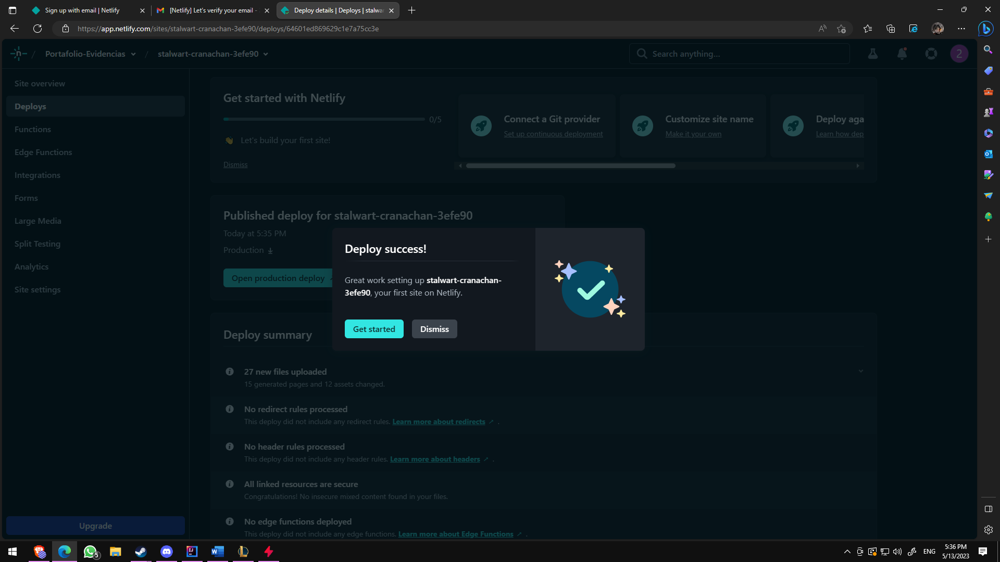 Sign up with email | Netlify
[Netlify] Let's verify your email -
Deploy details | Deploys | stalwar
https://app.netlify.com/sites/stalwart-cranachan-3efe90/deploys/64601ed869629c1e7a75cc3e
/ Portafolio-Evidencias / stalwart-cranachan-3efe90
Search anything...
2
Site overview
Deploys
Functions
Edge Functions
Integrations
Forms
Large Media
Split Testing
Analytics
Site settings
Upgrade
Get started with Netlify
0/5
👋 Let's build your first site!
Dismiss
Connect a Git provider
Set up continuous deployment
Customize site name
Make it your own
Deploy aga
Learn how dep
Published deploy for stalwart-cranachan-3efe90
Today at 5:35 PM
Production
Open production deploy
Deploy success!
Great work setting up stalwart-cranachan-
3efe90, your first site on Netlify.
Get started
Dismiss
Deploy summary
27 new files uploaded
15 generated pages and 12 assets changed.
No redirect rules processed
This deploy did not include any redirect rules. Learn more about redirects ↗ .
No header rules processed
This deploy did not include any header rules. Learn more about headers ↗ .
All linked resources are secure
Congratulations! No insecure mixed content found in your files.
No edge functions deployed
This deploy did not include any edge functions. Learn more about Edge Functions ↗ .
5
ENG
5:36 PM
5/13/2023